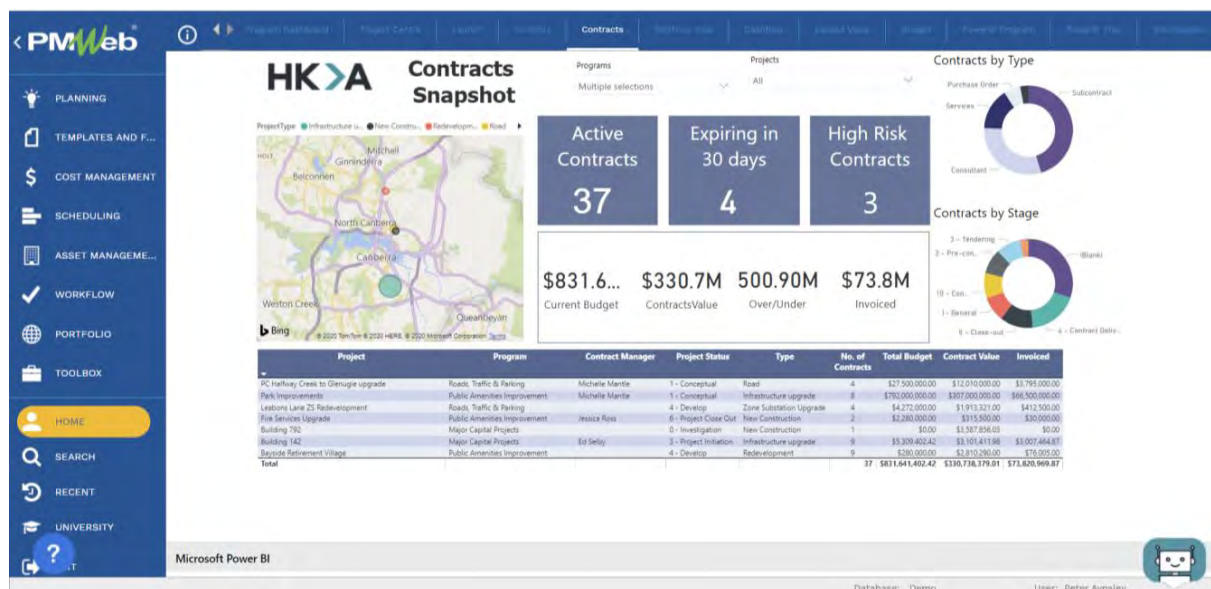 PMWeb
PLANNING
TEMPLATES AND F...
COST MANAGEMENT
SCHEDULING
ASSET MANAGEME...
WORKFLOW
PORTFOLIO
TOOLBOX
HOME
SEARCH
RECENT
UNIVERSITY
?
Contracts
HK>A
Contracts
Snapshot
Programs
Multiple selections
Projects
All
ProjectType
Infrastructure u...
New Constru...
Redevelopm...
Road
Mitchell
Ginninderra
Belconnen
North Canberra
Canberra
Weston Creek
Queanbeyan
Bing
Active
Contracts
37
Expiring in
30 days
4
High Risk
Contracts
3
$831.6...
Current Budget
$330.7M
ContractsValue
500.90M
Over/Under
$73.8M
Invoiced
Contracts by Type
Purchase Order
Services
Subcontract
Consultant
Contracts by Stage
3 - Tendering
2 - Pre-con...
(Blank)
10 - Con...
1 - General
6 - Contract Deliv...
Project Program Contract Manager Project Status Type No. of Contracts Total Budget Contract Value Invoiced
PC Halfway Creek to Glenugie upgrade Roads, Traffic & Parking Michelle Mantle 1 - Conceptual Road 4 $27,500,000.00 $12,010,000.00 $3,795,000.00
Park Improvements Public Amenities Improvement Michelle Mantle 1 - Conceptual Infrastructure upgrade 8 $792,000,000.00 $307,000,000.00 $66,500,000.00
Leabons Lane ZS Redevelopment Roads, Traffic & Parking 4 - Develop Zone Substation Upgrade 4 $4,272,000.00 $1,913,321.00 $412,500.00
Fire Services Upgrade Public Amenities Improvement Jessica Ross 6 - Project Close Out New Construction 2 $2,280,000.00 $315,500.00 $30,000.00
Building 792 Major Capital Projects 0 - Investigation New Construction 1 $0.00 $3,587,856.05 $0.00
Building 142 Major Capital Projects Ed Selby 3 - Project Initiation Infrastructure upgrade 9 $5,309,402.42 $3,101,411.96 $3,007,464.87
Bayside Retirement Village Public Amenities Improvement 4 - Develop Redevelopment 9 $280,000.00 $2,810,290.00 $76,005.00
Total 37 $831,641,402.42 $330,738,379.01 $73,820,969.87
Microsoft Power BI